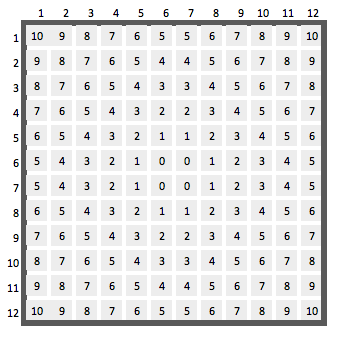 1 2 3 4 5 6 7 8 9 10 11 12
1 10 9 8 7 6 5 5 6 7 8 9 10
2 9 8 7 6 5 4 4 5 6 7 8 9
3 8 7 6 5 4 3 3 4 5 6 7 8
4 7 6 5 4 3 2 2 3 4 5 6 7
5 6 5 4 3 2 1 1 2 3 4 5 6
6 5 4 3 2 1 0 0 1 2 3 4 5
7 5 4 3 2 1 0 0 1 2 3 4 5
8 6 5 4 3 2 1 1 2 3 4 5 6
9 7 6 5 4 3 2 2 3 4 5 6 7
10 8 7 6 5 4 3 3 4 5 6 7 8
11 9 8 7 6 5 4 4 5 6 7 8 9
12 10 9 8 7 6 5 5 6 7 8 9 10